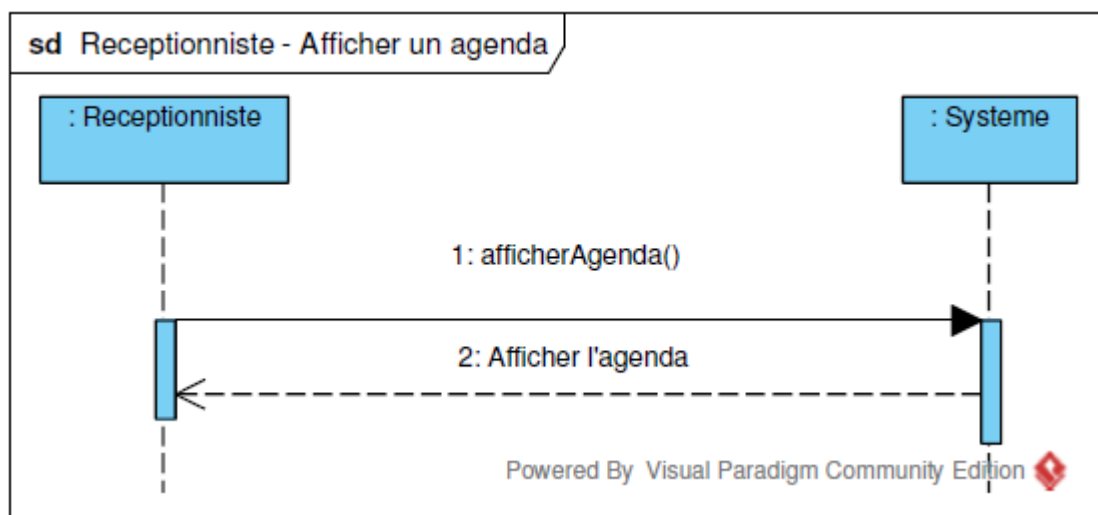 sd Receptionniste - Afficher un agenda
: Receptionniste
: Systeme
1: afficherAgenda()
2: Afficher l'agenda
Powered By Visual Paradigm Community Edition